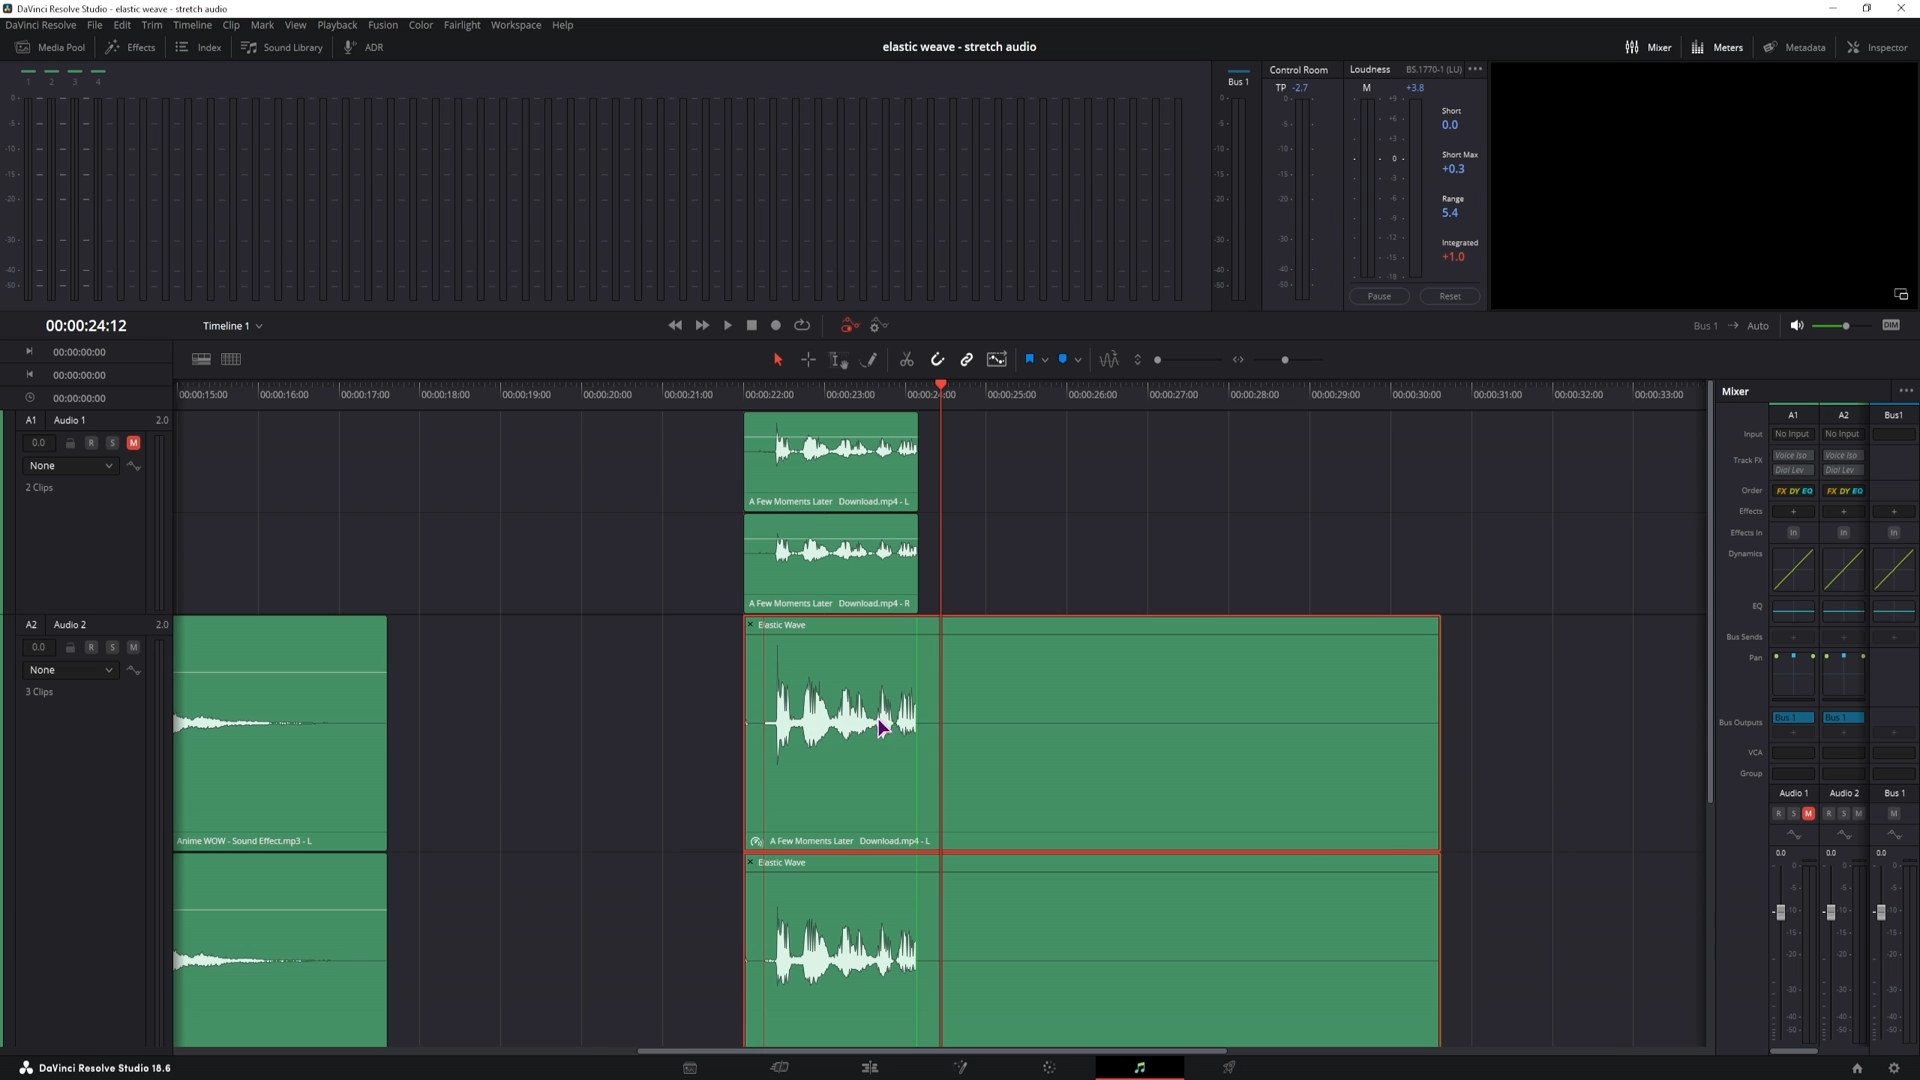 DaVinci Resolve Studio - elastic weave - stretch audio
DaVinci Resolve File Edit Trim Timeline Clip Mark View Playback Fusion Color Fairlight Workspace Help
Media Pool Effects Index Sound Library ADR
elastic weave - stretch audio
Mixer Meters Metadata Inspector
1 2 3 4
Bus 1
Control Room
TP -2.7
Loudness BS.1770-1 (LU)
M +3.8
Short
0.0
Short Max
+0.3
Range
5.4
Integrated
+1.0
Pause Reset
00:00:24:12
Timeline 1
Bus 1 Auto DIM
00:00:00:00
00:00:00:00
00:00:00:00
00:00:15:00 00:00:16:00 00:00:17:00 00:00:18:00 00:00:19:00 00:00:20:00 00:00:21:00 00:00:22:00 00:00:23:00 00:00:24:00 00:00:25:00 00:00:26:00 00:00:27:00 00:00:28:00 00:00:29:00 00:00:30:00 00:00:31:00 00:00:32:00 00:00:33:00
A1 Audio 1 2.0
0.0 R S M
None
2 Clips
A Few Moments Later Download.mp4 - L
A Few Moments Later Download.mp4 - R
A2 Audio 2 2.0
0.0 R S M
None
3 Clips
Anime WOW - Sound Effect.mp3 - L
Elastic Wave
A Few Moments Later Download.mp4 - L
Elastic Wave
Mixer
A1 A2 Bus1
Input No Input No Input
Track FX Voice Iso Voice Iso
Dial Lev Dial Lev
Order FX DY EQ FX DY EQ
Effects + + +
Effects In In In In
Dynamics
EQ
Bus Sends
Pan
Bus Outputs Bus 1 Bus 1
VCA
Group
Audio 1 Audio 2 Bus 1
R S M R S M M
0.0 0.0 0.0
DaVinci Resolve Studio 18.6